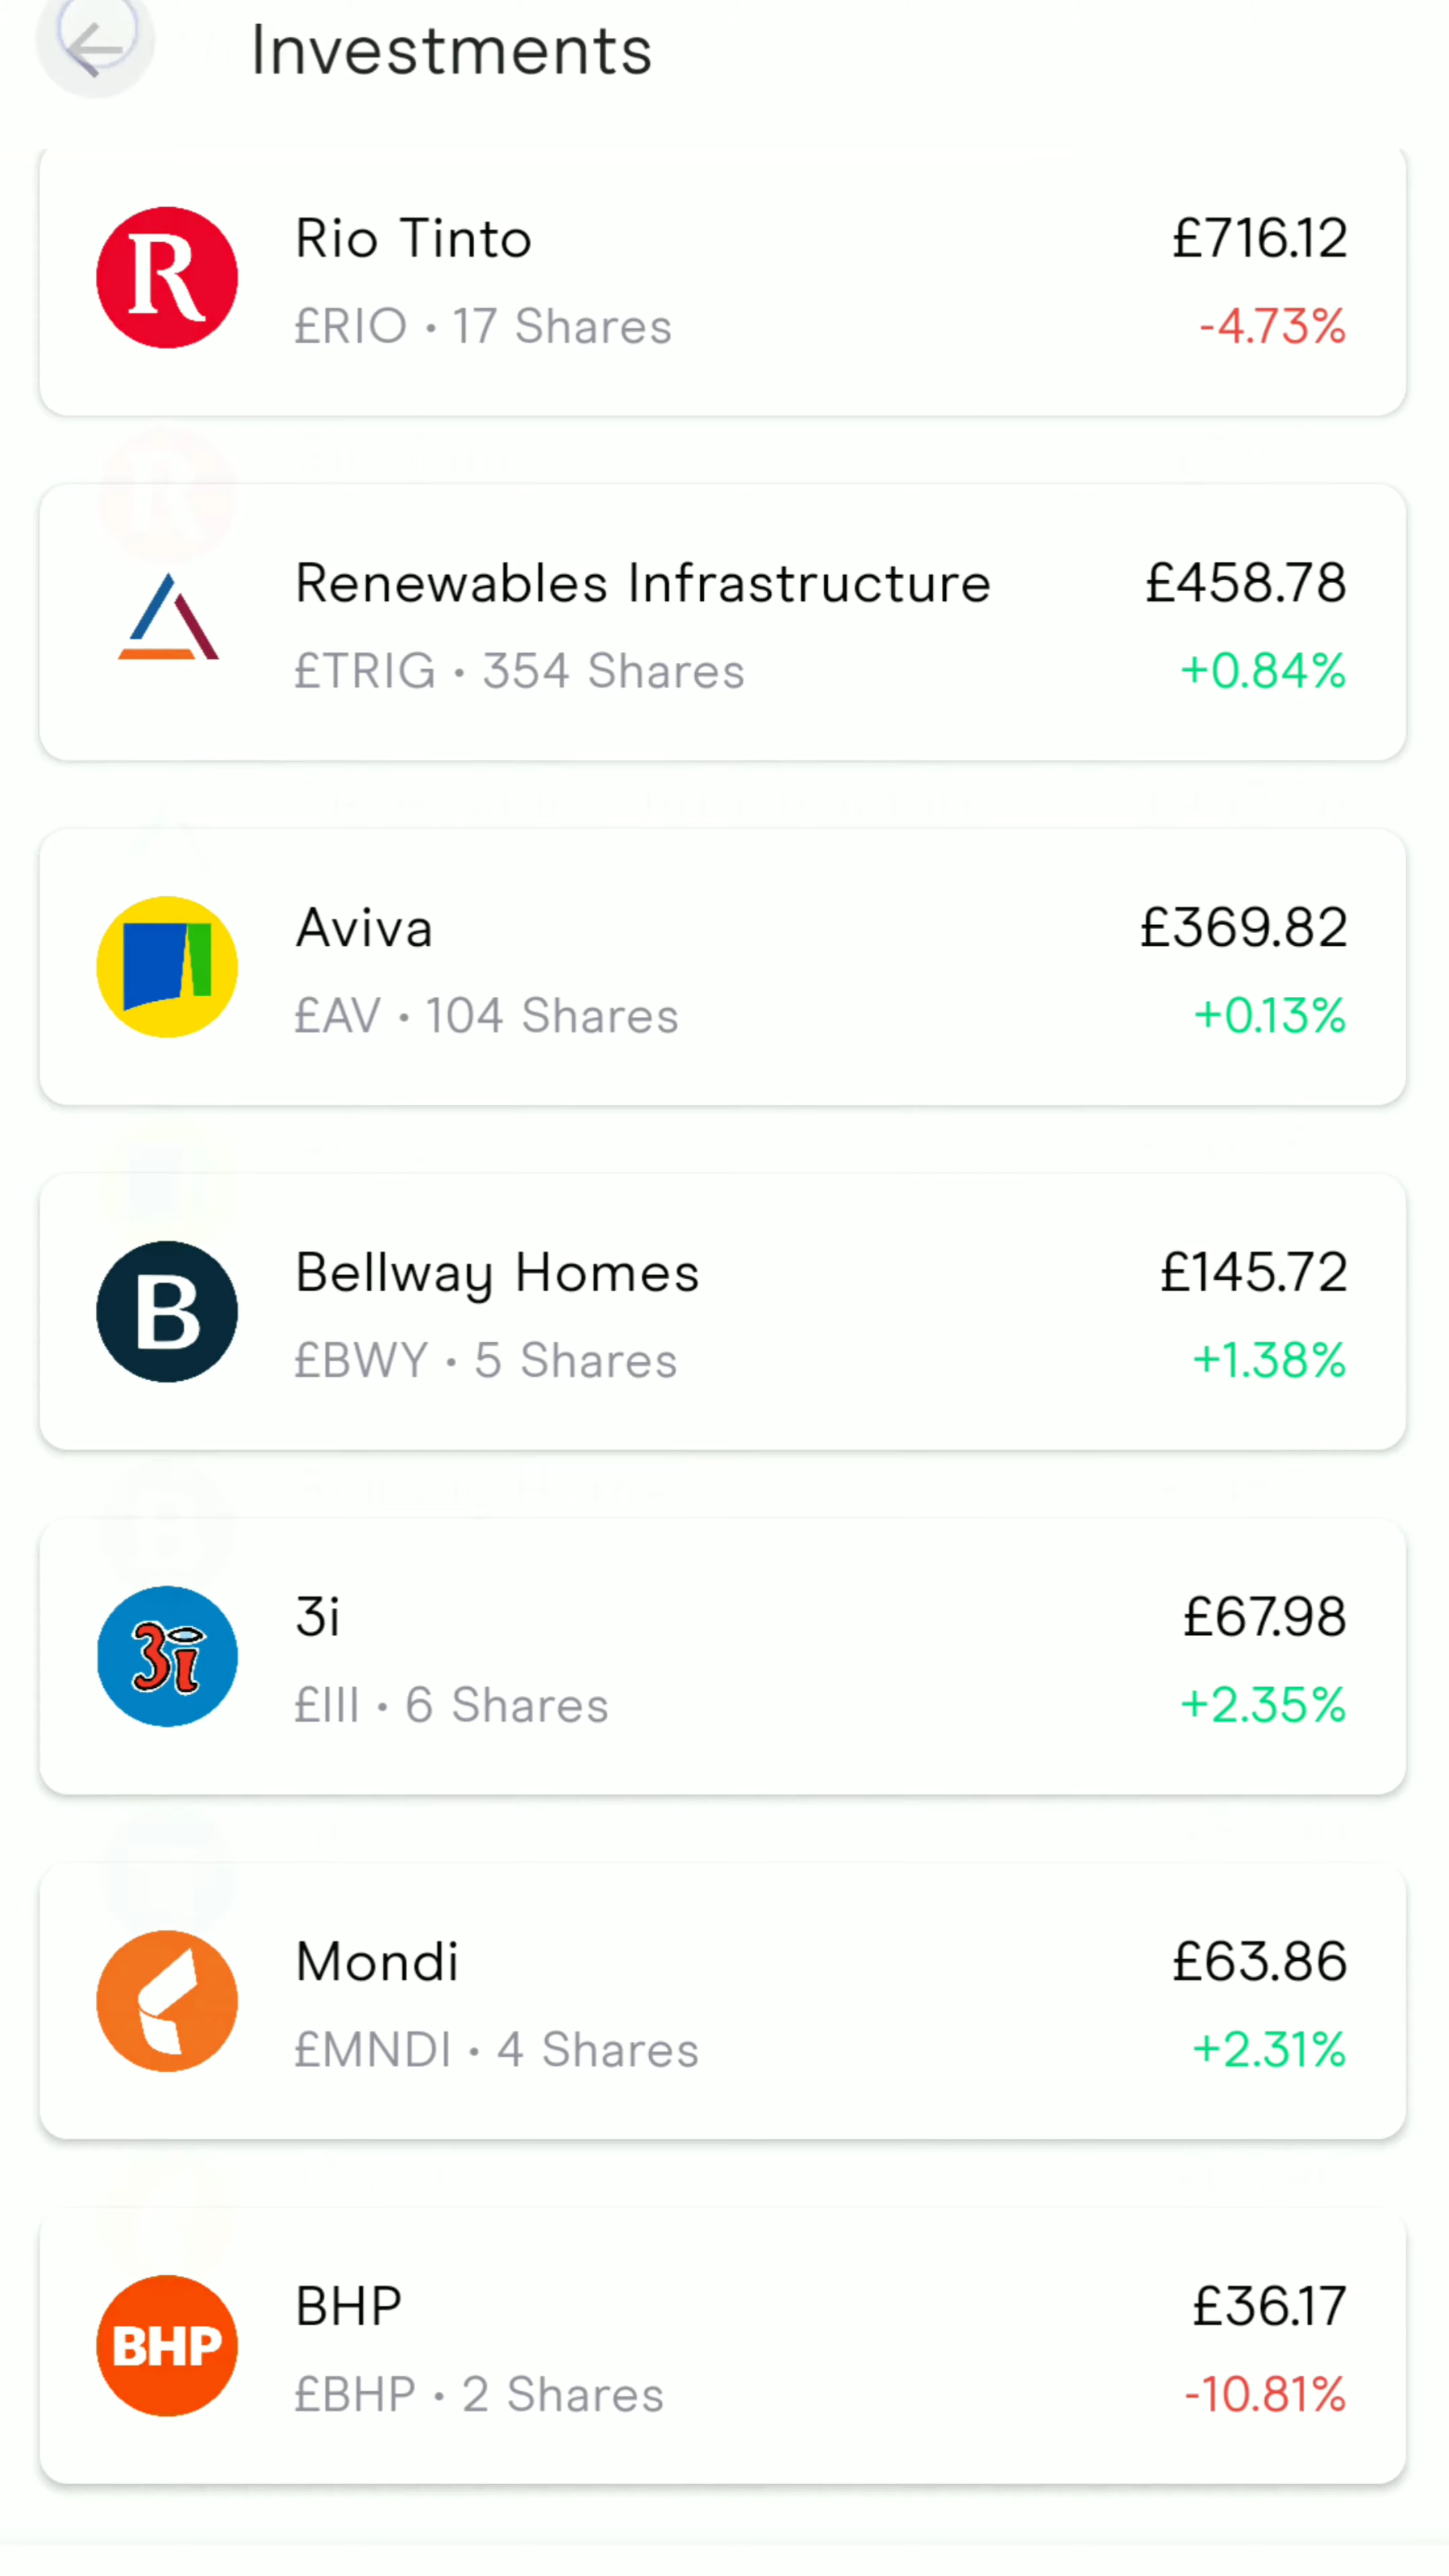 Investments
R
Rio Tinto
£716.12
£RIO • 17 Shares
-4.73%
Renewables Infrastructure
£458.78
£TRIG • 354 Shares
+0.84%
Aviva
£369.82
£AV • 104 Shares
+0.13%
B
Bellway Homes
£145.72
£BWY • 5 Shares
+1.38%
3i
3i
£67.98
£III • 6 Shares
+2.35%
Mondi
£63.86
£MNDI • 4 Shares
+2.31%
BHP
BHP
£36.17
£BHP • 2 Shares
-10.81%